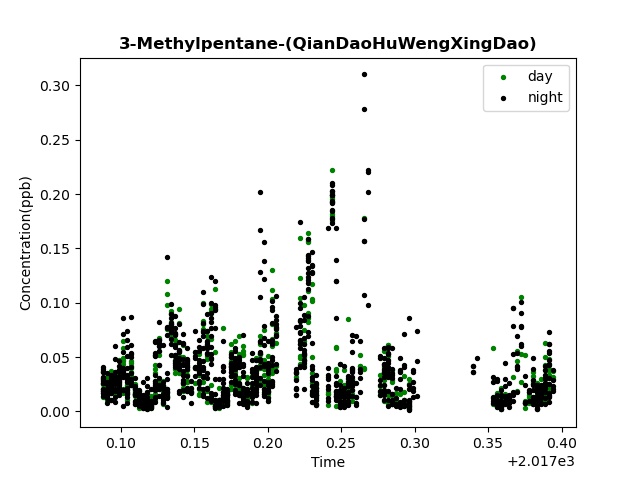 3-Methylpentane-(QianDaoHuWengXingDao)
day
night
0.30
0.25
0.20
0.15
0.10
0.05
0.00
Concentration(ppb)
0.10 0.15 0.20 0.25 0.30 0.35 0.40
Time
+2.017e3